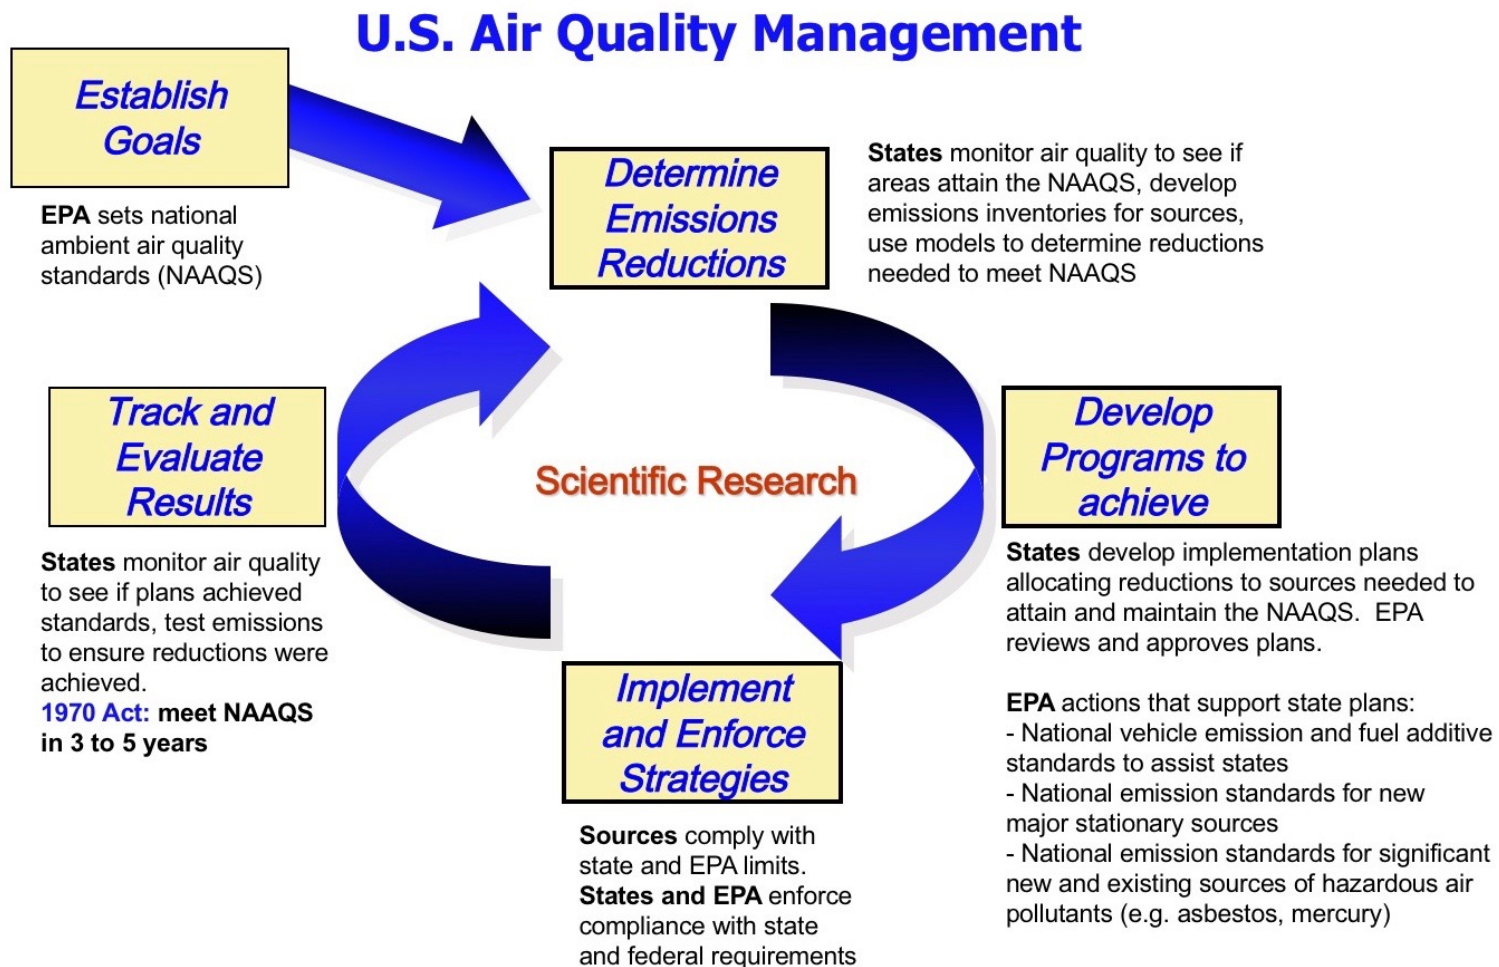 U.S. Air Quality Management
Establish
Goals
EPA sets national
ambient air quality
standards (NAAQS)
Determine
Emissions
Reductions
States monitor air quality to see if
areas attain the NAAQS, develop
emissions inventories for sources,
use models to determine reductions
needed to meet NAAQS
Develop
Programs to
achieve
States develop implementation plans
allocating reductions to sources needed to
attain and maintain the NAAQS.  EPA
reviews and approves plans.
EPA actions that support state plans:
- National vehicle emission and fuel additive
standards to assist states
- National emission standards for new
major stationary sources
- National emission standards for significant
new and existing sources of hazardous air
pollutants (e.g. asbestos, mercury)
Implement
and Enforce
Strategies
Sources comply with
state and EPA limits.
States and EPA enforce
compliance with state
and federal requirements
Track and
Evaluate
Results
States monitor air quality
to see if plans achieved
standards, test emissions
to ensure reductions were
achieved.
1970 Act: meet NAAQS
in 3 to 5 years
Scientific Research